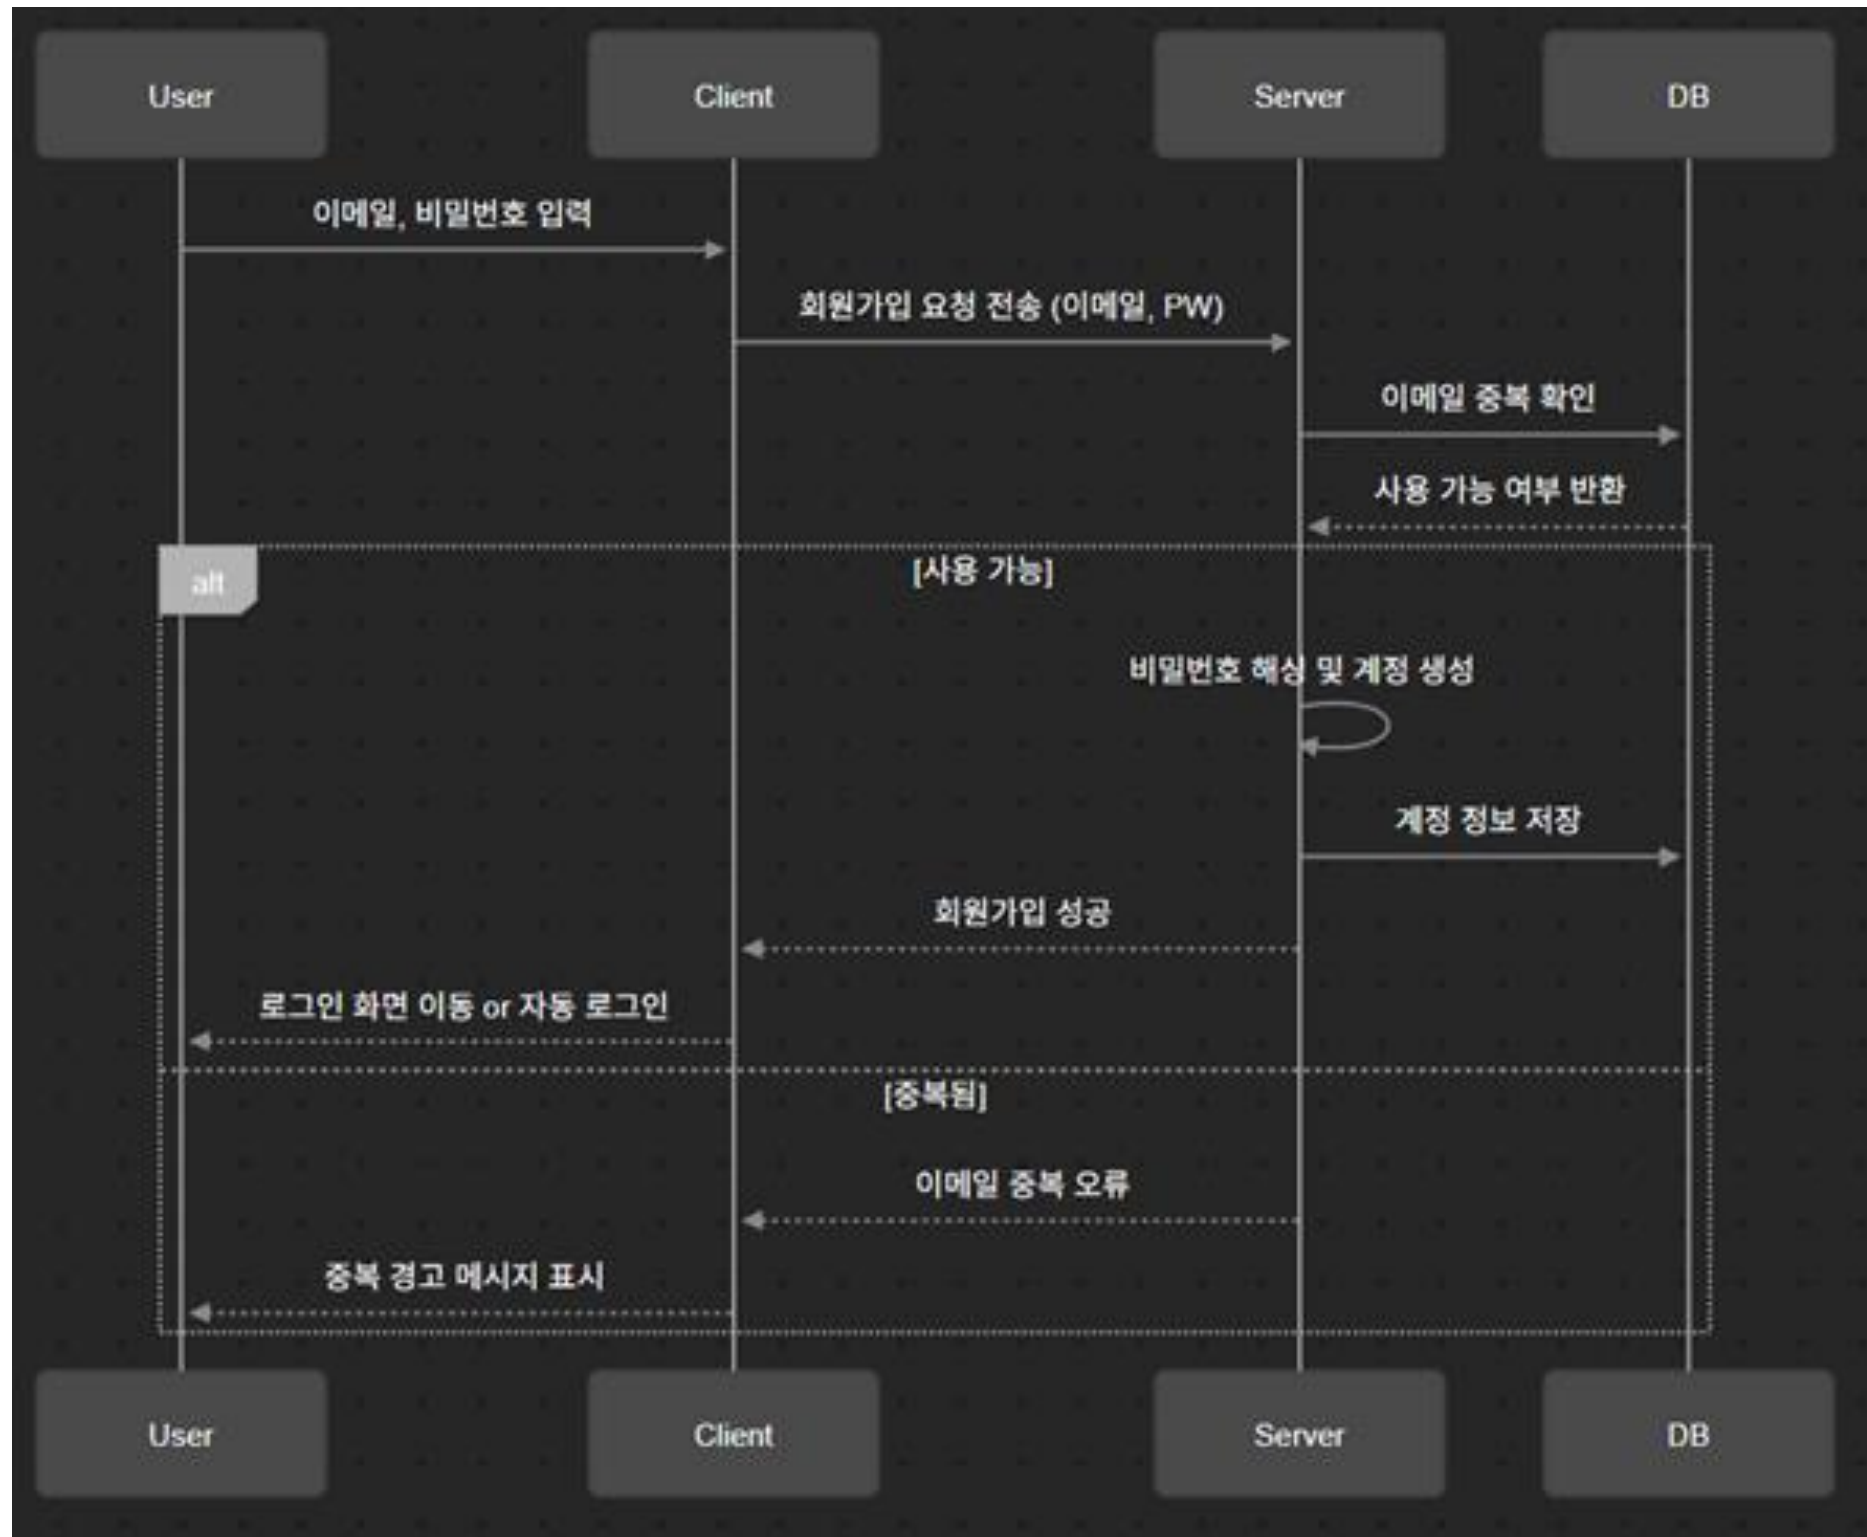 User
Client
Server
DB
이메일, 비밀번호 입력
회원가입 요청 전송 (이메일, PW)
이메일 중복 확인
사용 가능 여부 반환
alt
[사용 가능]
비밀번호 해싱 및 계정 생성
계정 정보 저장
회원가입 성공
로그인 화면 이동 or 자동 로그인
[중복됨]
이메일 중복 오류
중복 경고 메시지 표시
User
Client
Server
DB